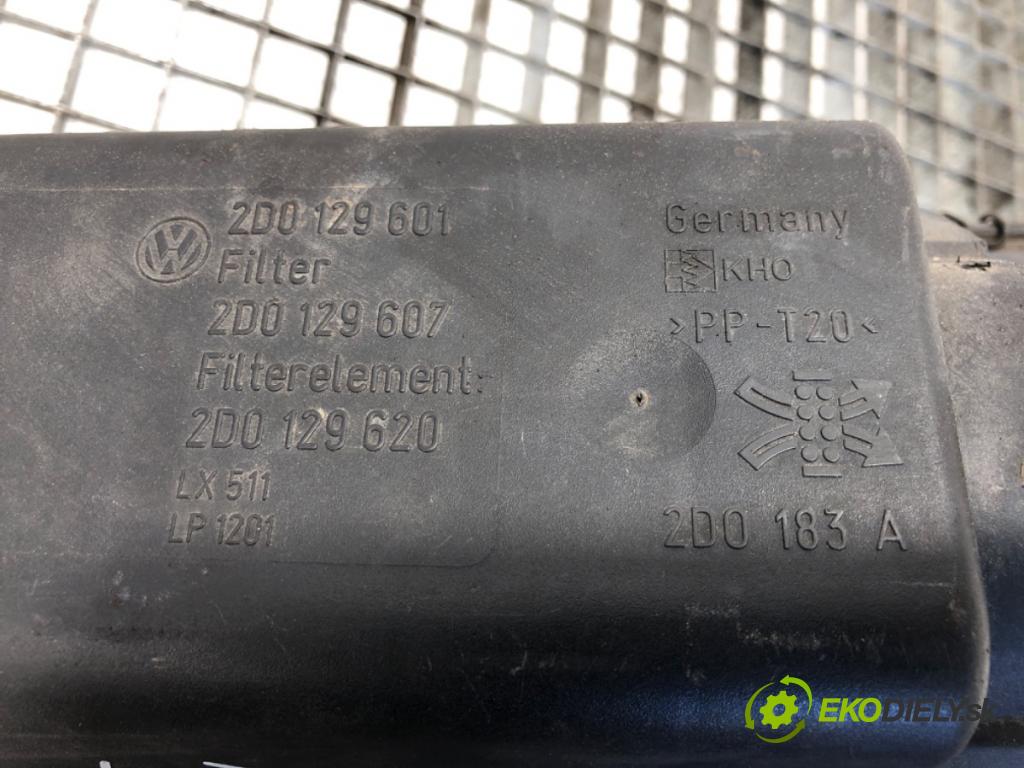 2D0 129 601
Filter
2D0 129 607
Filterelement:
2D0 129 620
LX 511
LP 1201
Germany
KHO
>PP-T20<
2D0 183 A
EKODIELY.sk